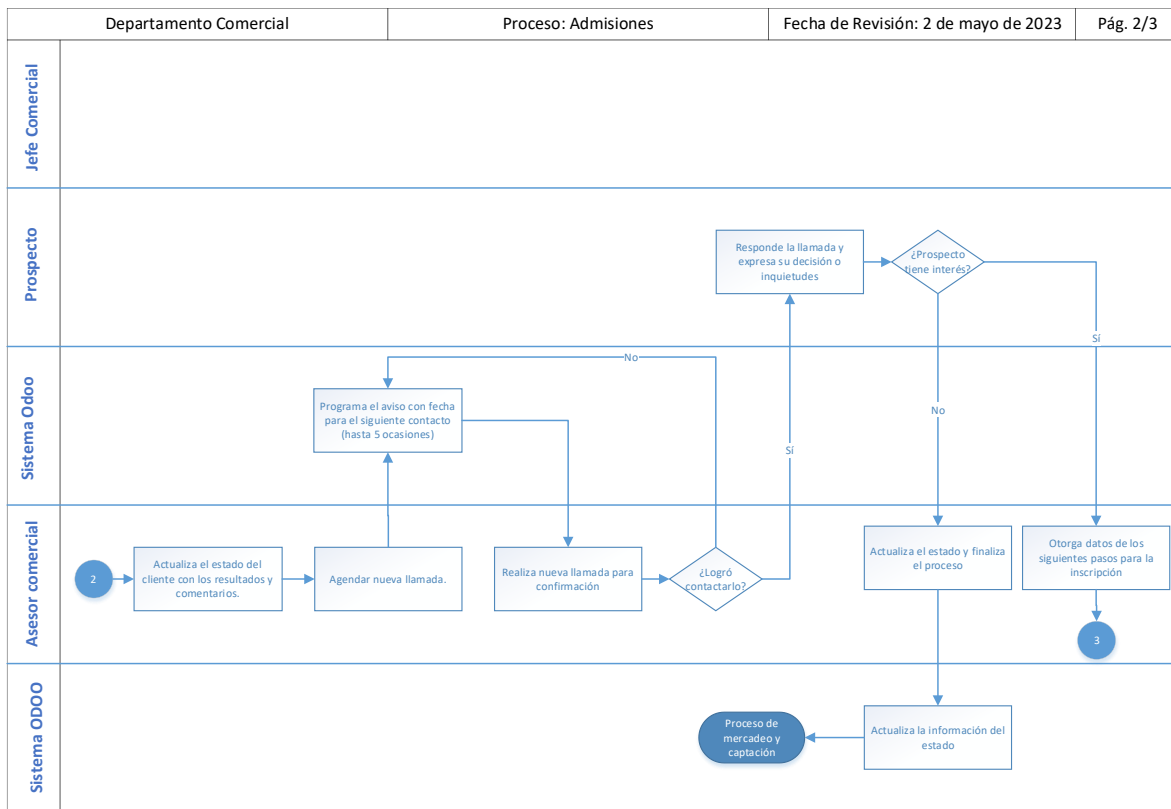 Departamento Comercial
Proceso: Admisiones
Fecha de Revisión: 2 de mayo de 2023
Pág. 2/3
Jefe Comercial
Prospecto
Responde la llamada y
expresa su decisión o
inquietudes
¿Prospecto
tiene interés?
Sí
No
Sistema Odoo
No
Programa el aviso con fecha
para el siguiente contacto
(hasta 5 ocasiones)
Sí
Asesor comercial
2
Actualiza el estado del
cliente con los resultados y
comentarios.
Agendar nueva llamada.
Realiza nueva llamada para
confirmación
¿Logró
contactarlo?
Actualiza el estado y finaliza
el proceso
Otorga datos de los
siguientes pasos para la
inscripción
3
Sistema ODOO
Proceso de
mercadeo y
captación
Actualiza la información del
estado